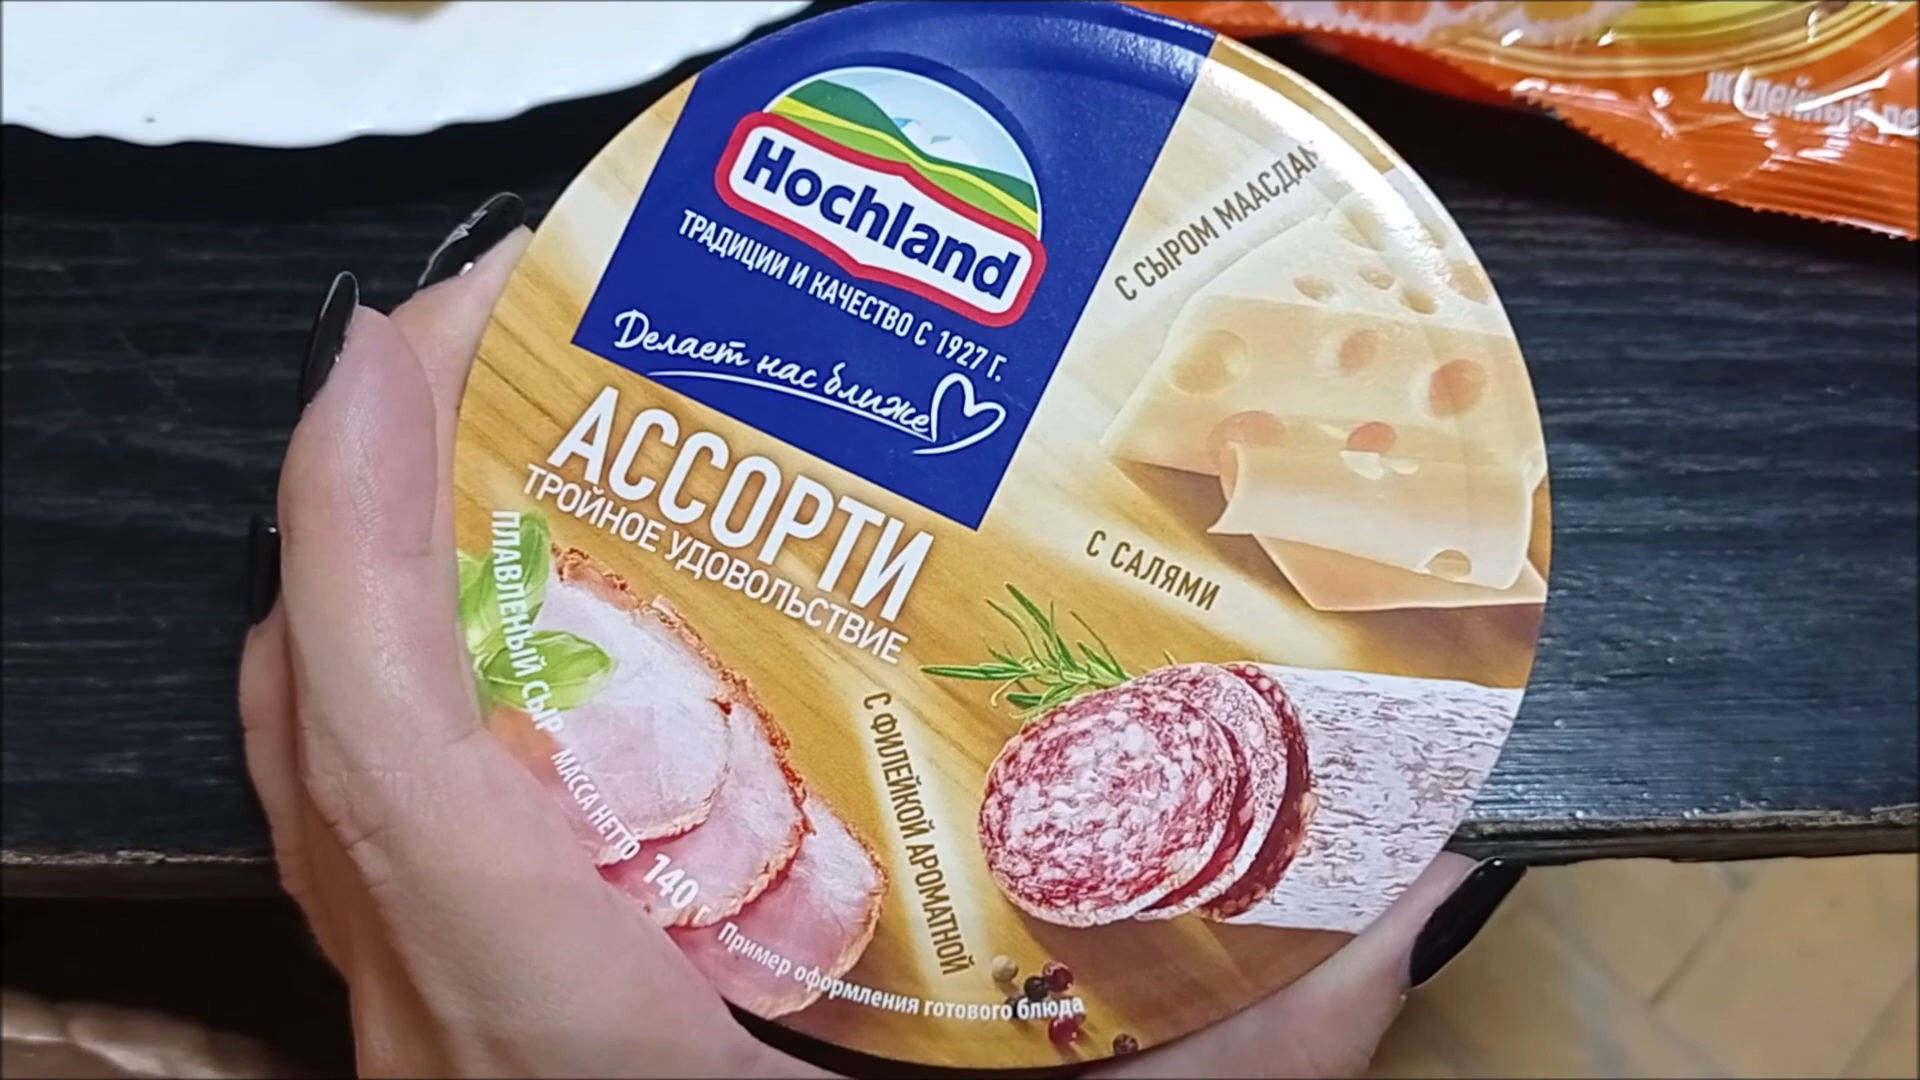 Hochland
ТРАДИЦИИ И КАЧЕСТВО С 1927 Г.
Делает нас ближе
АССОРТИ
ТРОЙНОЕ УДОВОЛЬСТВИЕ
С СЫРОМ МААСДАМ
С САЛЯМИ
С ФИЛЕЙКОЙ АРОМАТНОЙ
ПЛАВЛЕНЫЙ СЫР МАССА НЕТТО 140 г
Пример оформления готового блюда
желейный